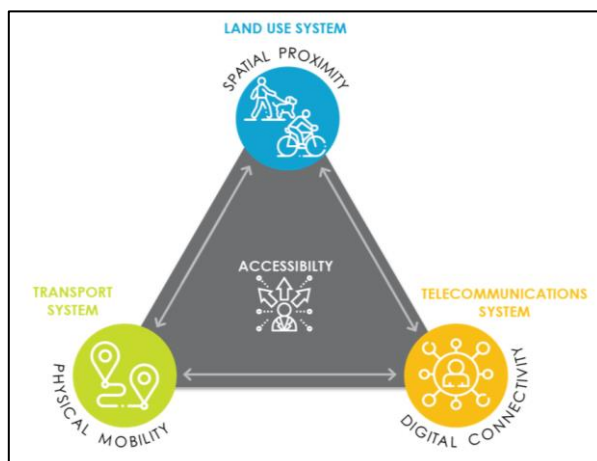 LAND USE SYSTEM
SPATIAL PROXIMITY
ACCESSIBILTY
TRANSPORT
SYSTEM
TELECOMMUNICATIONS
SYSTEM
PHYSICAL MOBILITY
DIGITAL CONNECTIVITY